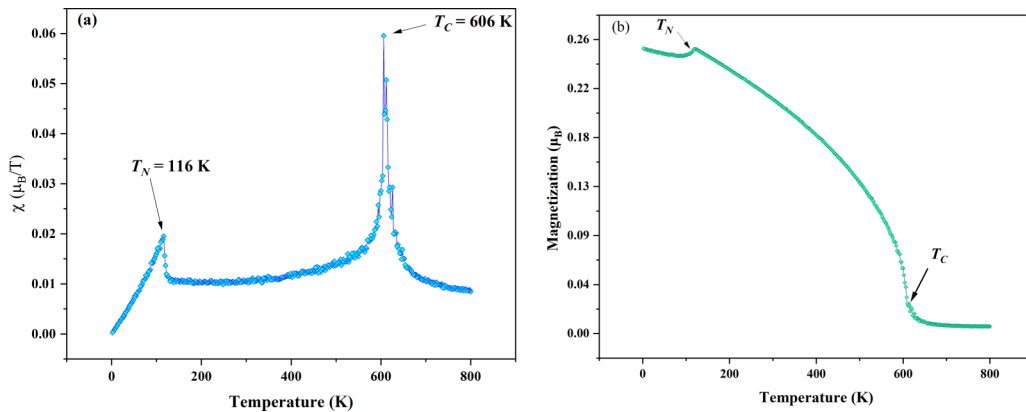 (a)
T_C = 606 K
T_N = 116 K
χ (μ_B/T)
0.06
0.05
0.04
0.03
0.02
0.01
0.00
0 200 400 600 800
Temperature (K)
(b)
T_N
T_C
Magnetization (μ_B)
0.26
0.22
0.18
0.13
0.09
0.04
0.00
0 200 400 600 800
Temperature (K)